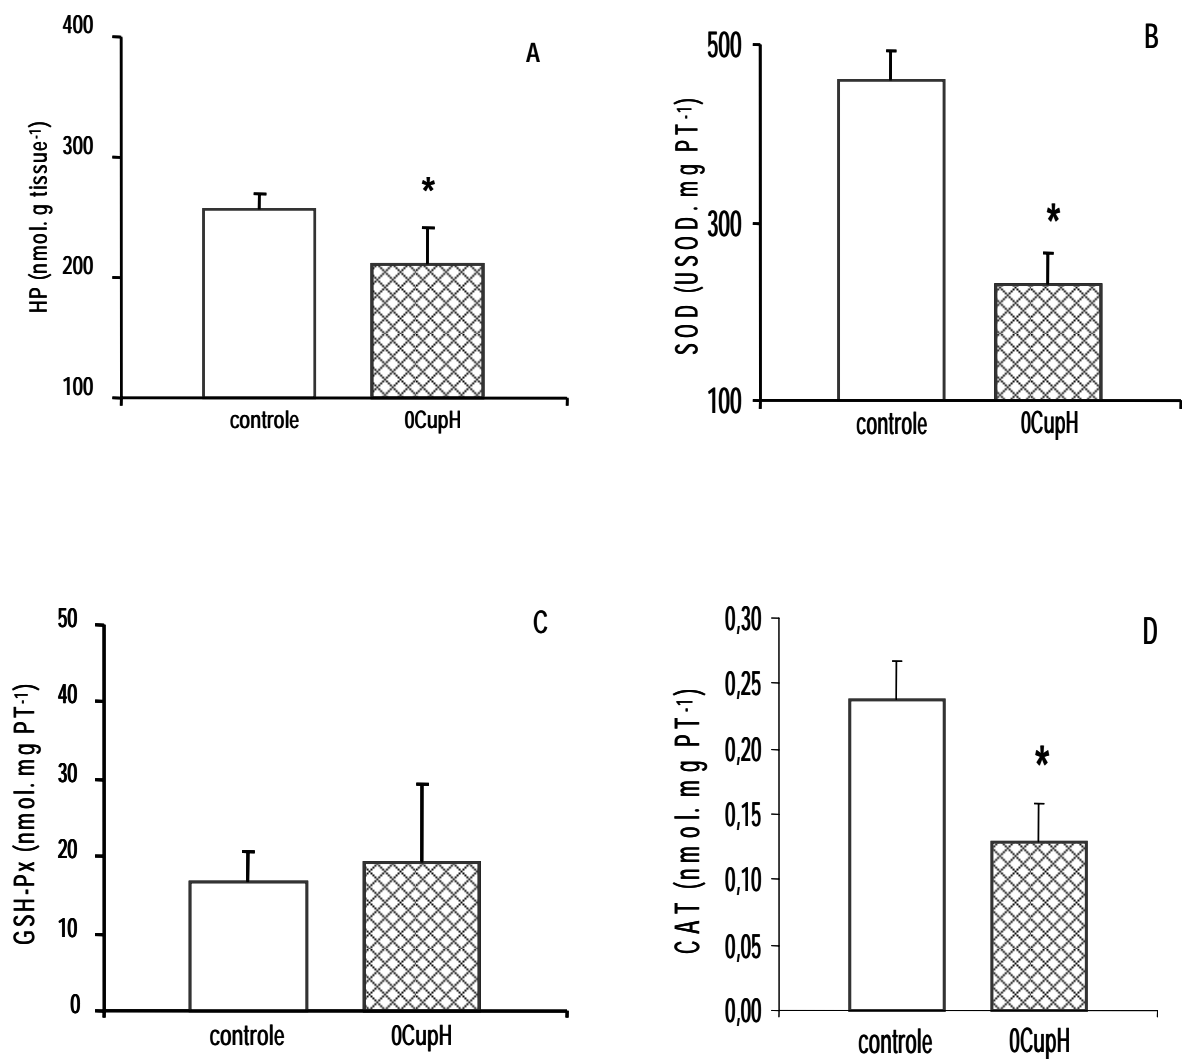 A
400
300
200
100
HP (nmol. g tissue-1)
*
controle
0CupH
B
500
300
100
SOD (USOD. mg PT-1)
*
controle
0CupH
C
50
40
30
20
10
0
GSH-Px (nmol. mg PT-1)
controle
0CupH
D
0,30
0,25
0,20
0,15
0,10
0,05
0,00
CAT (nmol. mg PT-1)
*
controle
0CupH